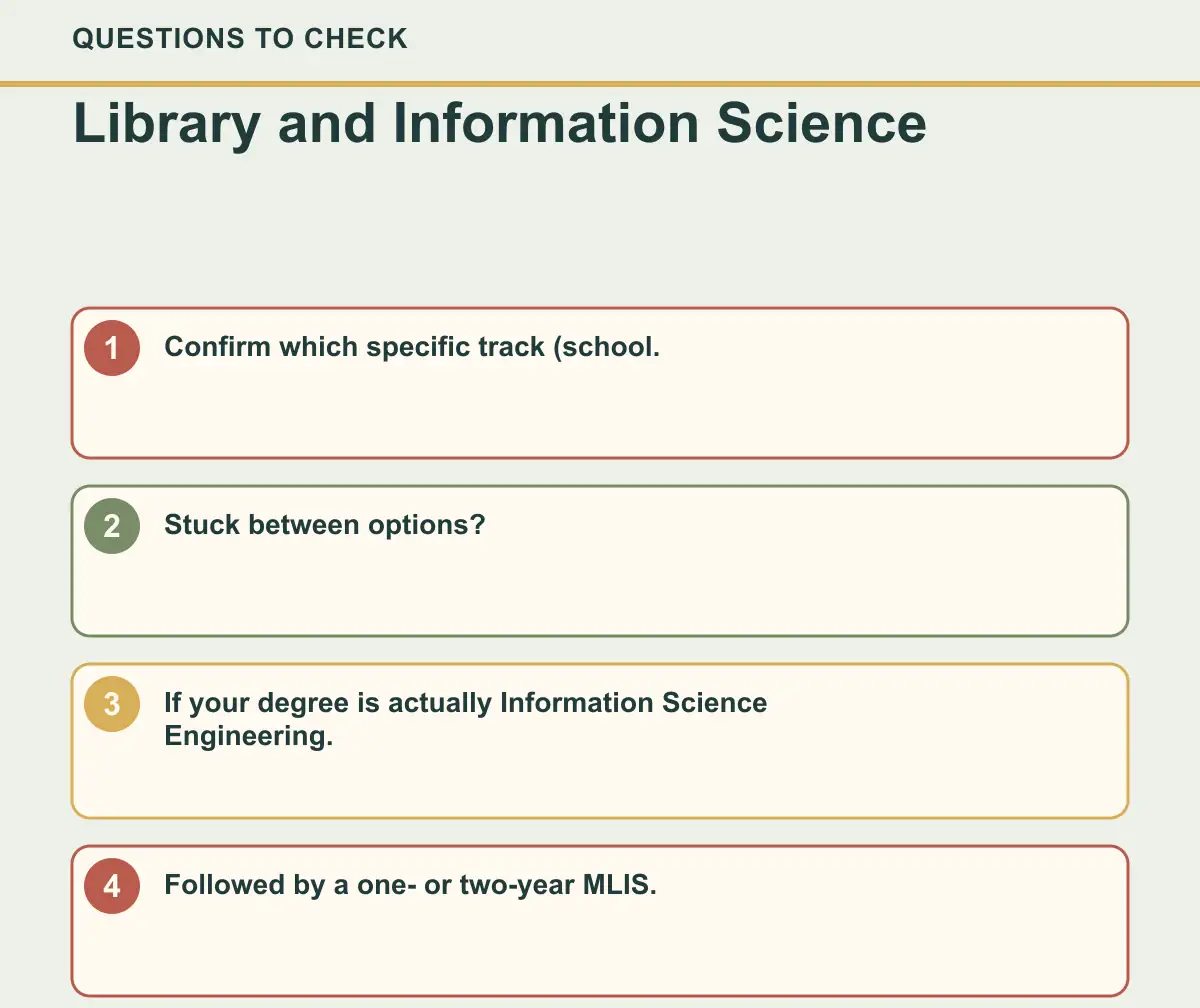 QUESTIONS TO CHECK
Library and Information Science
1
Confirm which specific track (school.
2
Stuck between options?
3
If your degree is actually Information Science
Engineering.
4
Followed by a one- or two-year MLIS.